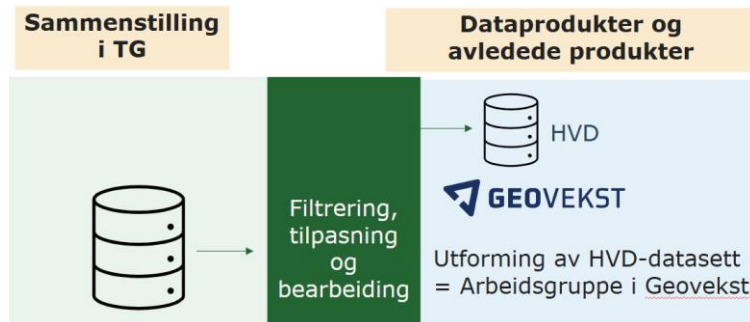 Sammenstilling
i TG
Dataprodukter og
avledede produkter
Filtrering,
tilpasning
og
bearbeiding
HVD
GEOVEKST
Utforming av HVD-datasett
= Arbeidsgruppe i Geovekst